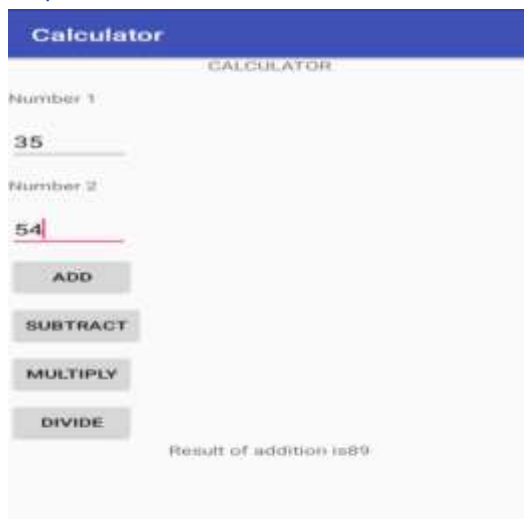 Calculator
CALCULATOR
Number 1
35
Number 2
54
ADD
SUBTRACT
MULTIPLY
DIVIDE
Result of addition is89